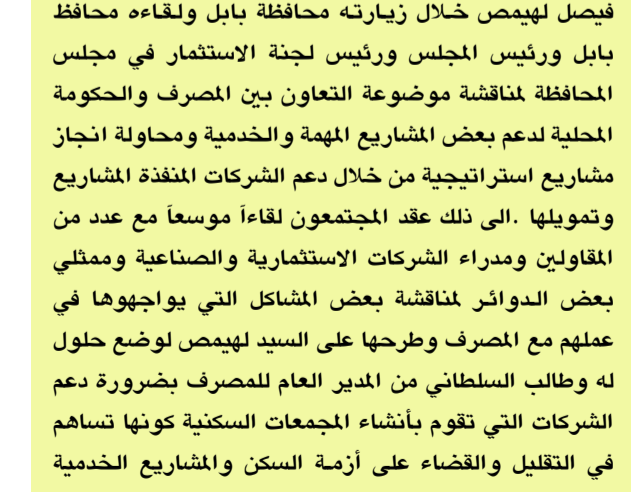 فيصل لهيمص خلال زيارته محافظة بابل ولقاءه محافظ
بابل ورئيس المجلس ورئيس لجنة الاستثمار في مجلس
المحافظة لمناقشة موضوعة التعاون بين المصرف والحكومة
المحلية لدعم بعض المشاريع المهمة والخدمية ومحاولة انجاز
مشاريع استراتيجية من خلال دعم الشركات المنفذة المشاريع
وتمويلها .الى ذلك عقد المجتمعون لقاءاً موسعاً مع عدد من
المقاولين ومدراء الشركات الاستثمارية والصناعية وممثلي
بعض الدوائر لمناقشة بعض المشاكل التي يواجهوها في
عملهم مع المصرف وطرحها على السيد لهيمص لوضع حلول
له وطالب السلطاني من المدير العام للمصرف بضرورة دعم
الشركات التي تقوم بأنشاء المجمعات السكنية كونها تساهم
في التقليل والقضاء على أزمة السكن والمشاريع الخدمية